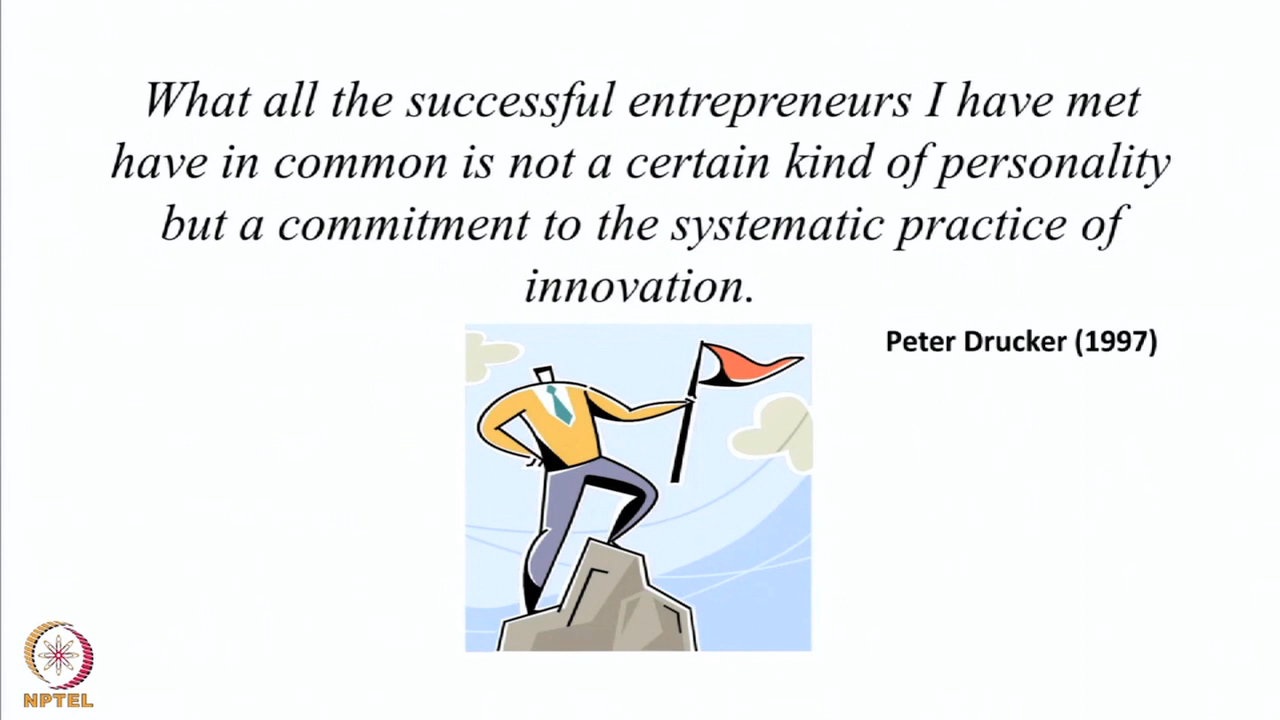 What all the successful entrepreneurs I have met
have in common is not a certain kind of personality
but a commitment to the systematic practice of
innovation.
Peter Drucker (1997)
NPTEL